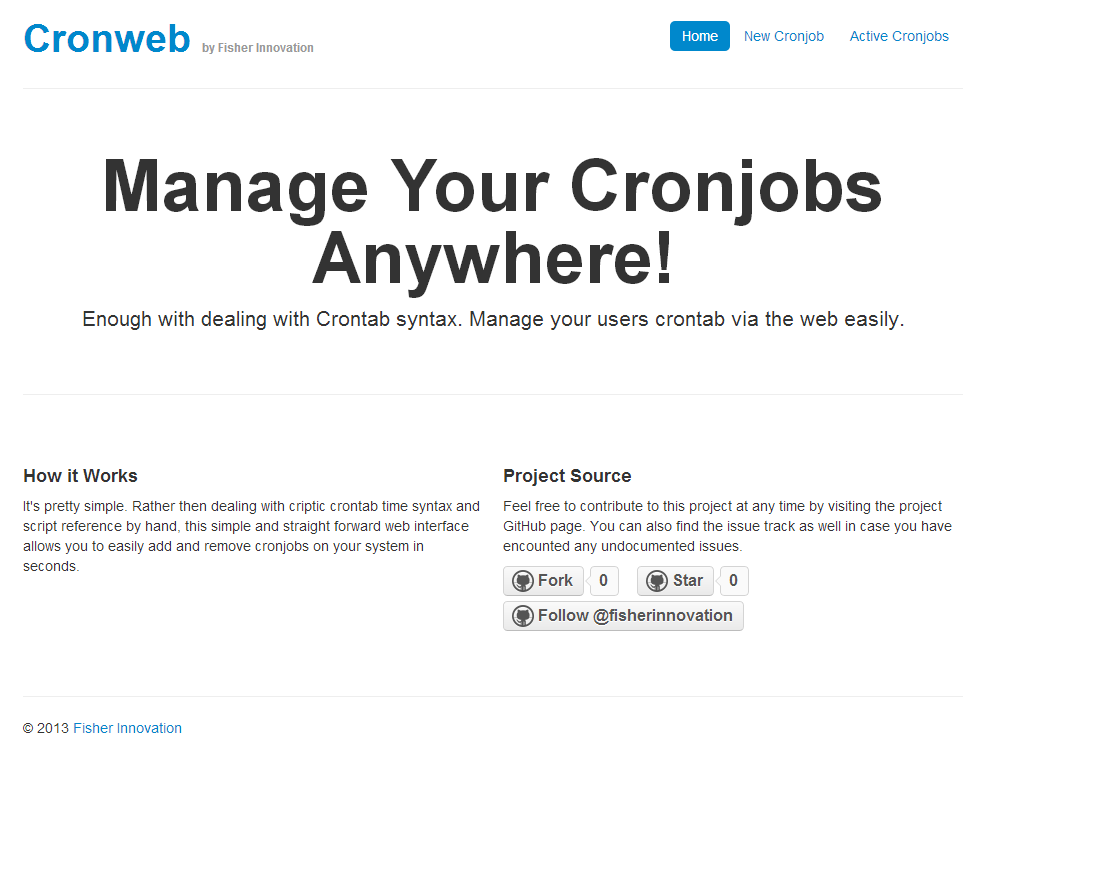 Cronweb by Fisher Innovation
Home New Cronjob Active Cronjobs
Manage Your Cronjobs
Anywhere!
Enough with dealing with Crontab syntax. Manage your users crontab via the web easily.
How it Works
It's pretty simple. Rather then dealing with criptic crontab time syntax and
script reference by hand, this simple and straight forward web interface
allows you to easily add and remove cronjobs on your system in
seconds.
Project Source
Feel free to contribute to this project at any time by visiting the project
GitHub page. You can also find the issue track as well in case you have
encounted any undocumented issues.
Fork 0 Star 0
Follow @fisherinnovation
© 2013 Fisher Innovation